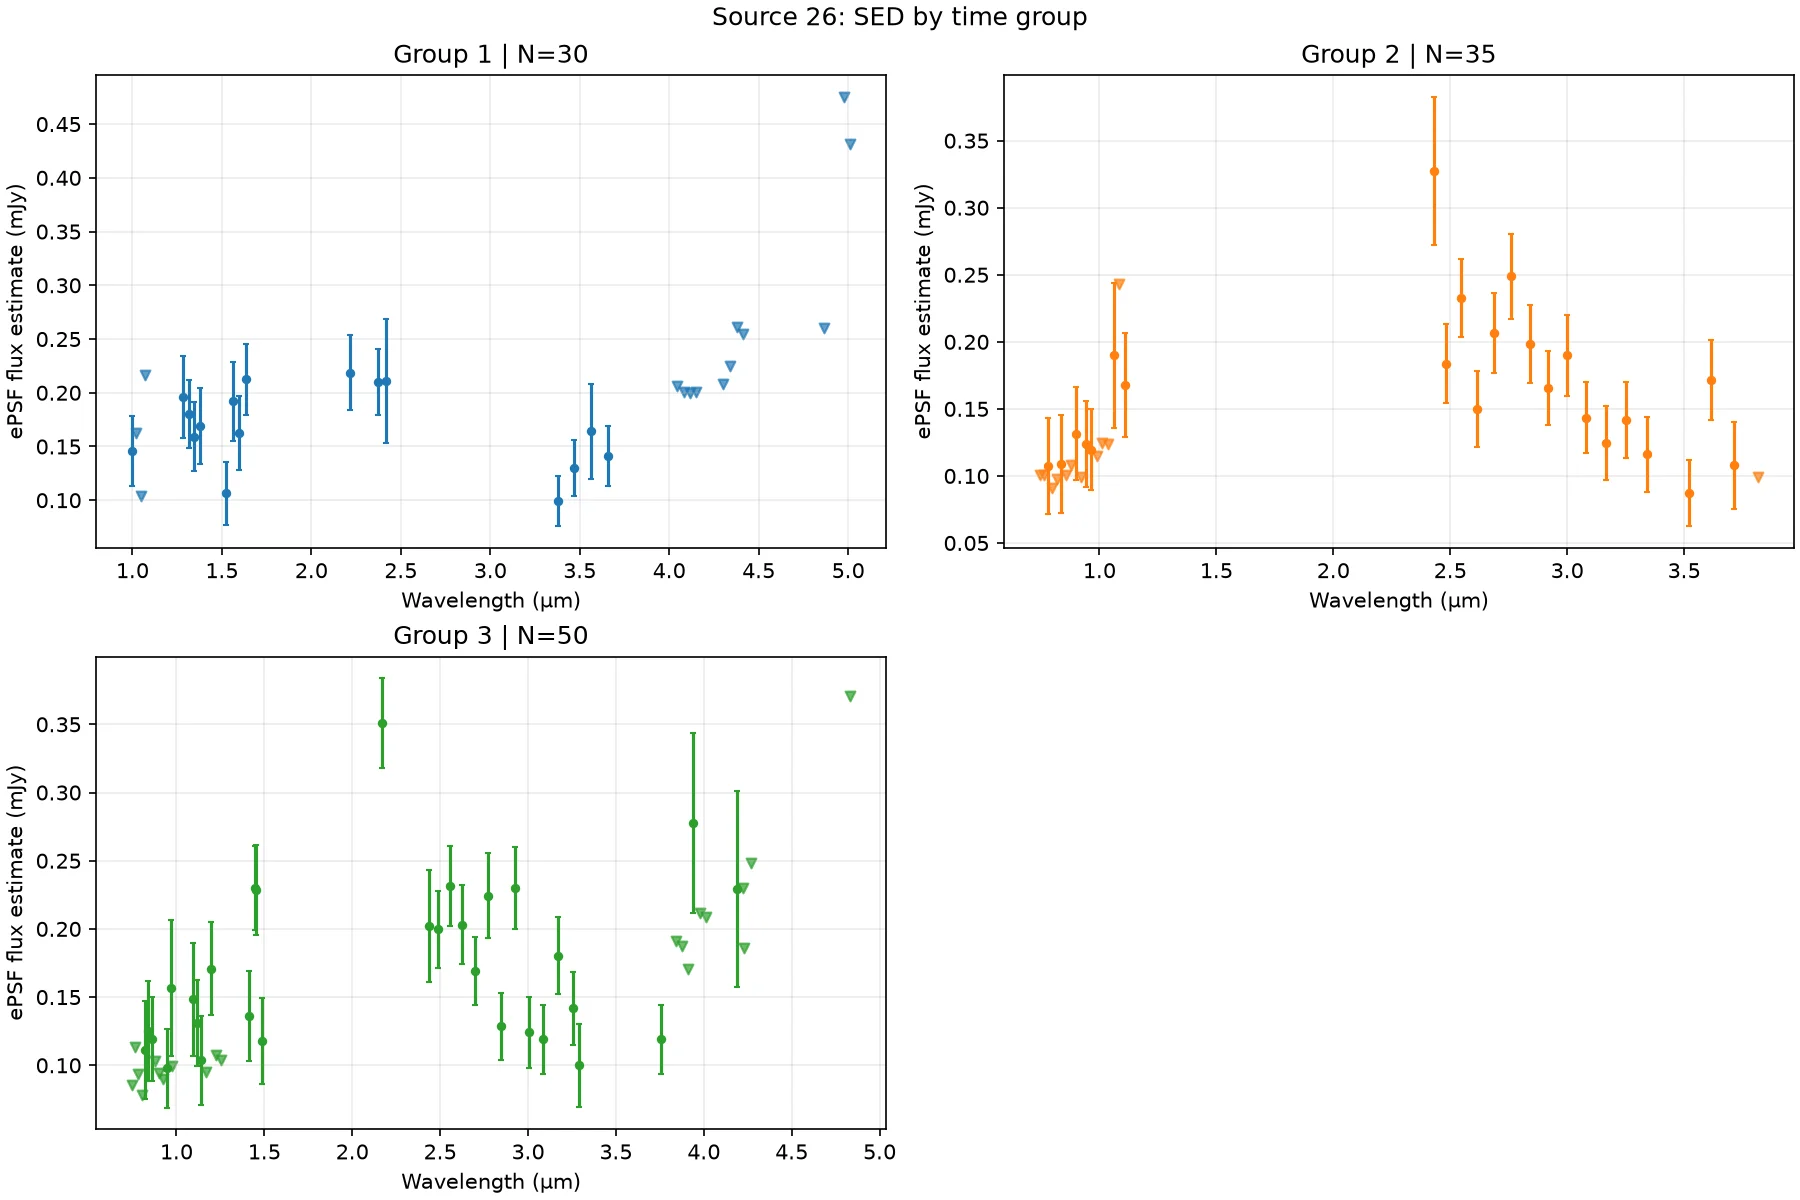 Source 26: SED by time group
Group 1 | N=30
ePSF flux estimate (mJy)
0.45
0.40
0.35
0.30
0.25
0.20
0.15
0.10
1.0 1.5 2.0 2.5 3.0 3.5 4.0 4.5 5.0
Wavelength (µm)
Group 2 | N=35
ePSF flux estimate (mJy)
0.35
0.30
0.25
0.20
0.15
0.10
0.05
1.0 1.5 2.0 2.5 3.0 3.5
Wavelength (µm)
Group 3 | N=50
ePSF flux estimate (mJy)
0.35
0.30
0.25
0.20
0.15
0.10
1.0 1.5 2.0 2.5 3.0 3.5 4.0 4.5 5.0
Wavelength (µm)